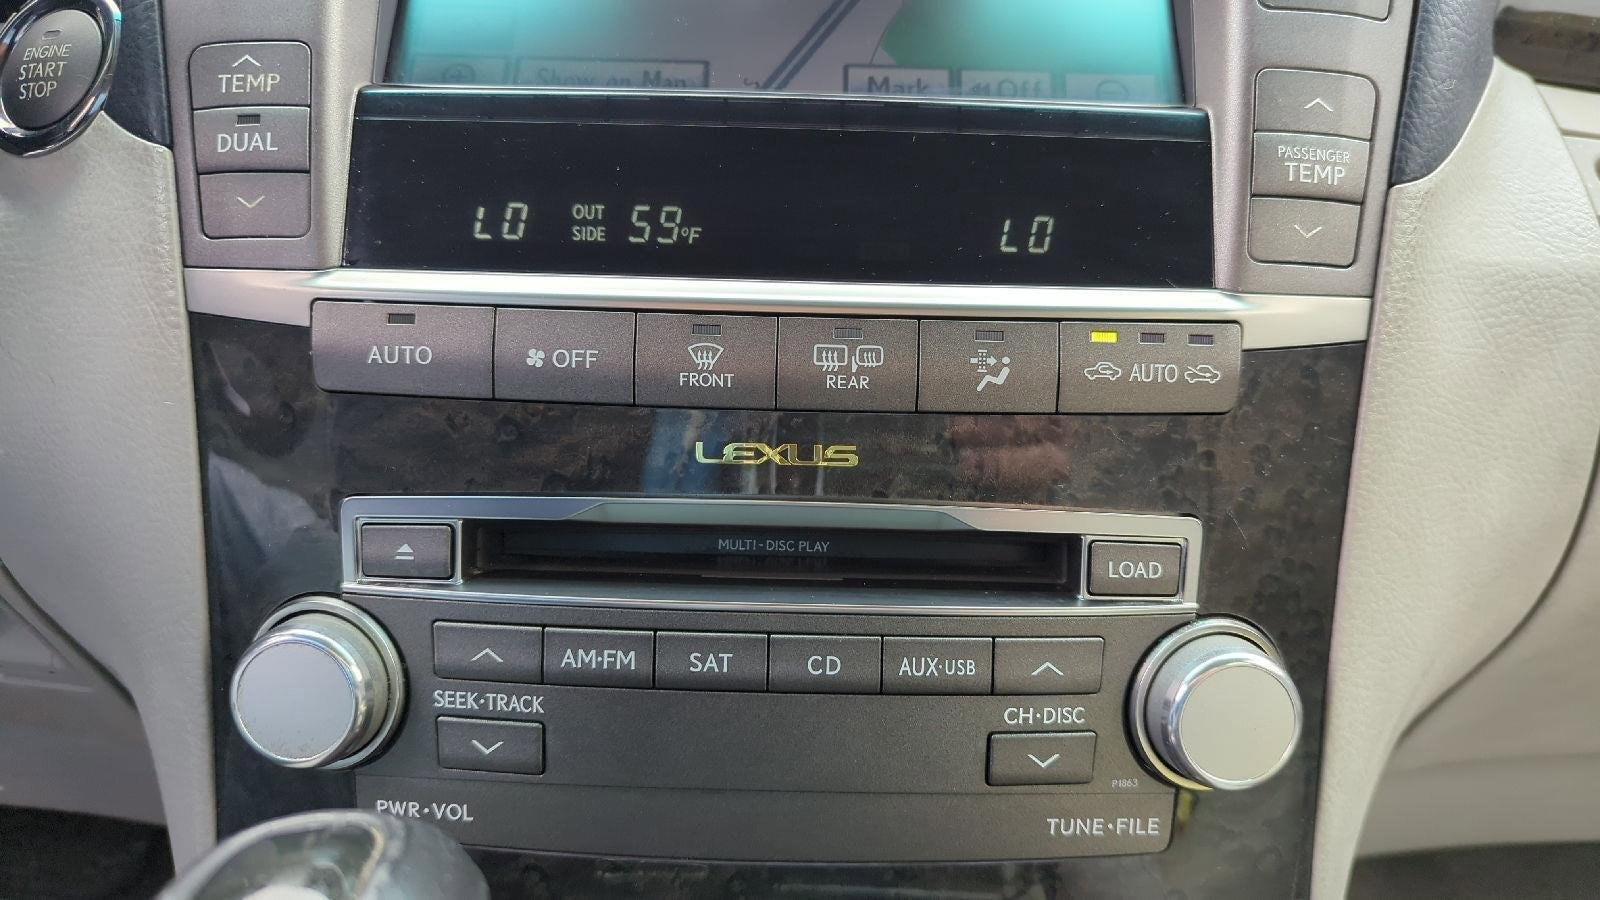 ENGINE
START
STOP
TEMP
DUAL
Show on Map
Mark
Off
PASSENGER
TEMP
LO
OUT
SIDE
59°F
LO
AUTO
OFF
FRONT
REAR
AUTO
LEXUS
MULTI-DISC PLAY
LOAD
AM•FM
SAT
CD
AUX•USB
SEEK•TRACK
CH•DISC
P1863
PWR•VOL
TUNE•FILE